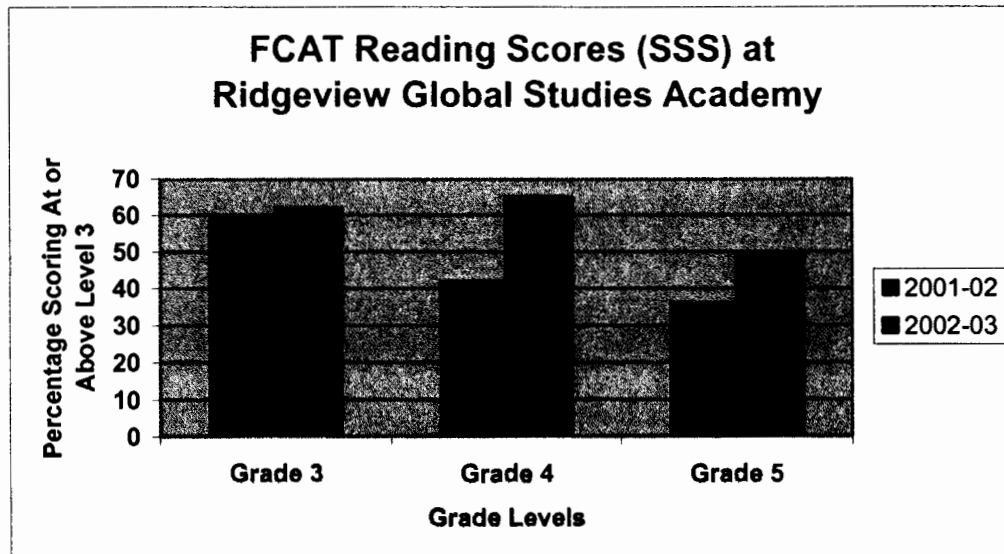 FCAT Reading Scores (SSS) at
Ridgeview Global Studies Academy
Percentage Scoring At or
Above Level 3
70
60
50
40
30
20
10
0
Grade 3
Grade 4
Grade 5
Grade Levels
2001-02
2002-03